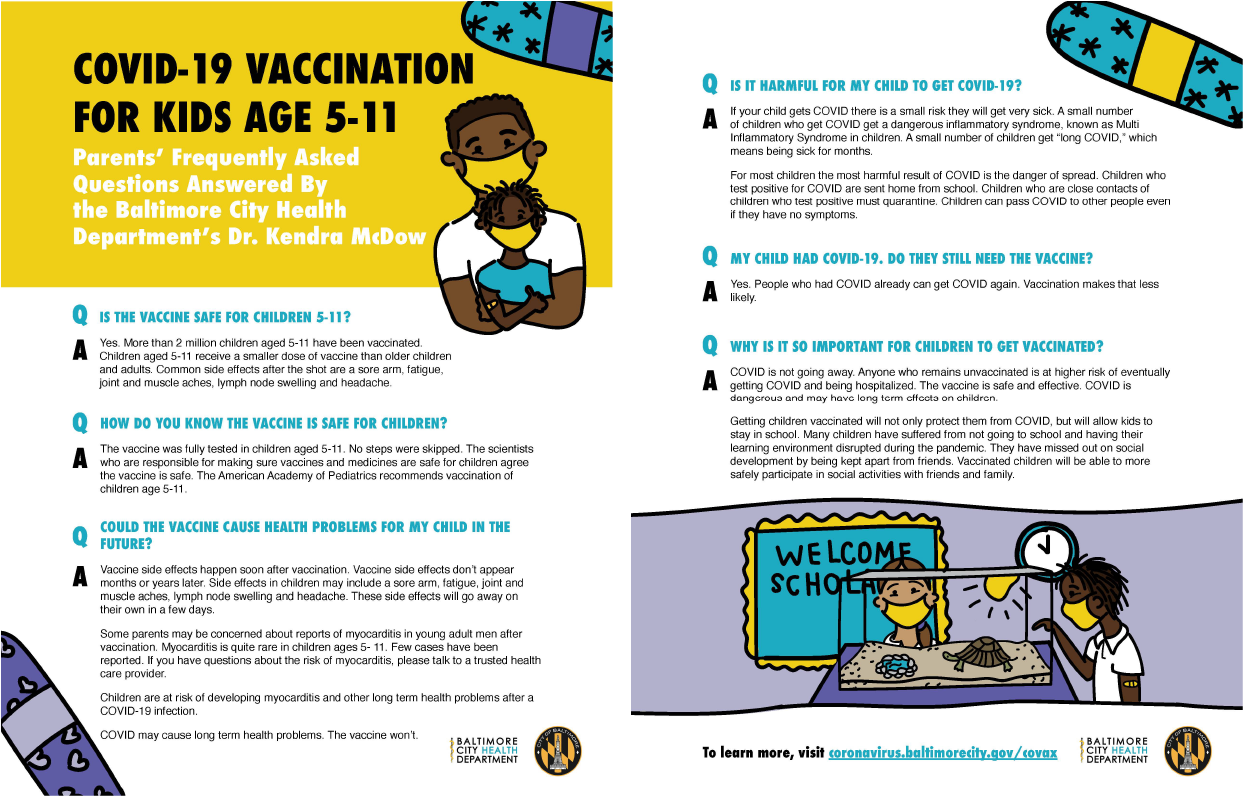 COVID-19 VACCINATION
FOR KIDS AGE 5-11
Parents’ Frequently Asked
Questions Answered By
the Baltimore City Health
Department’s Dr. Kendra McDow
Q IS THE VACCINE SAFE FOR CHILDREN 5-11?
A Yes. More than 2 million children aged 5-11 have been vaccinated.
Children aged 5-11 receive a smaller dose of vaccine than older children
and adults. Common side effects after the shot are a sore arm, fatigue,
joint and muscle aches, lymph node swelling and headache.
Q HOW DO YOU KNOW THE VACCINE IS SAFE FOR CHILDREN?
A The vaccine was fully tested in children aged 5-11. No steps were skipped. The scientists
who are responsible for making sure vaccines and medicines are safe for children agree
the vaccine is safe. The American Academy of Pediatrics recommends vaccination of
children age 5-11.
Q COULD THE VACCINE CAUSE HEALTH PROBLEMS FOR MY CHILD IN THE
FUTURE?
A Vaccine side effects happen soon after vaccination. Vaccine side effects don’t appear
months or years later. Side effects in children may include a sore arm, fatigue, joint and
muscle aches, lymph node swelling and headache. These side effects will go away on
their own in a few days.
Some parents may be concerned about reports of myocarditis in young adult men after
vaccination. Myocarditis is quite rare in children ages 5- 11. Few cases have been
reported. If you have questions about the risk of myocarditis, please talk to a trusted health
care provider.
Children are at risk of developing myocarditis and other long term health problems after a
COVID-19 infection.
COVID may cause long term health problems. The vaccine won’t.
BALTIMORE
CITY HEALTH
DEPARTMENT
CITY OF BALTIMORE
Q IS IT HARMFUL FOR MY CHILD TO GET COVID-19?
A If your child gets COVID there is a small risk they will get very sick. A small number
of children who get COVID get a dangerous inflammatory syndrome, known as Multi
Inflammatory Syndrome in children. A small number of children get “long COVID,” which
means being sick for months.
For most children the most harmful result of COVID is the danger of spread. Children who
test positive for COVID are sent home from school. Children who are close contacts of
children who test positive must quarantine. Children can pass COVID to other people even
if they have no symptoms.
Q MY CHILD HAD COVID-19. DO THEY STILL NEED THE VACCINE?
A Yes. People who had COVID already can get COVID again. Vaccination makes that less
likely.
Q WHY IS IT SO IMPORTANT FOR CHILDREN TO GET VACCINATED?
A COVID is not going away. Anyone who remains unvaccinated is at higher risk of eventually
getting COVID and being hospitalized. The vaccine is safe and effective. COVID is
dangerous and may have long term effects on children.
Getting children vaccinated will not only protect them from COVID, but will allow kids to
stay in school. Many children have suffered from not going to school and having their
learning environment disrupted during the pandemic. They have missed out on social
development by being kept apart from friends. Vaccinated children will be able to more
safely participate in social activities with friends and family.
WELCOME
SCHOLA
To learn more, visit coronavirus.baltimorecity.gov/covax
BALTIMORE
CITY HEALTH
DEPARTMENT
CITY OF BALTIMORE